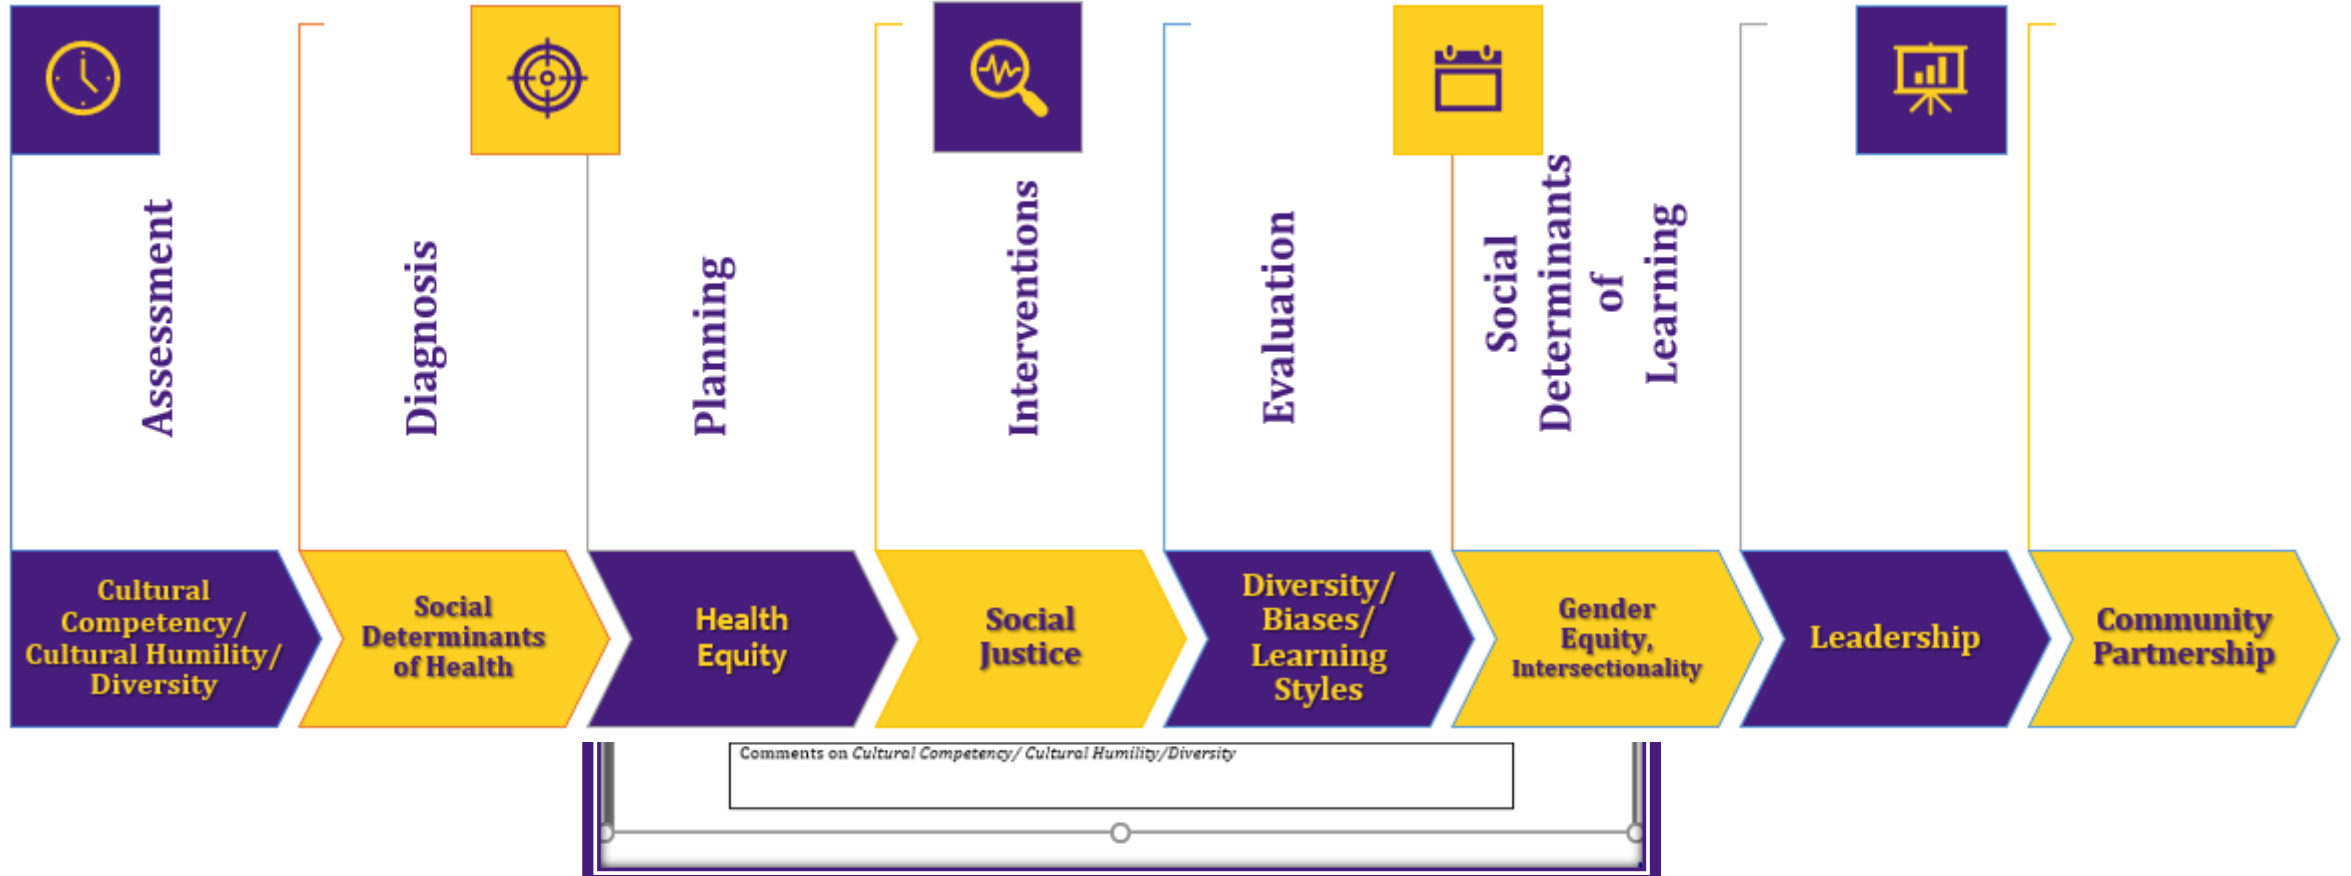 Assessment
Diagnosis
Planning
Interventions
Evaluation
Social
Determinants
of
Learning
Cultural
Competency/
Cultural Humility/
Diversity
Social
Determinants
of Health
Health
Equity
Social
Justice
Diversity/
Biases/
Learning
Styles
Gender
Equity,
Intersectionality
Leadership
Community
Partnership
Comments on Cultural Competency/ Cultural Humility/Diversity